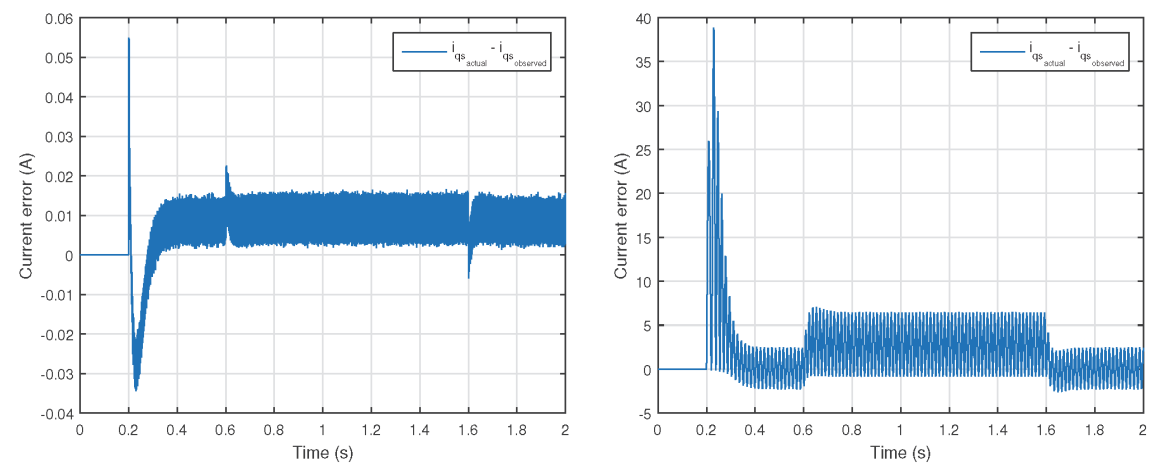 0.06
0.05
0.04
0.03
0.02
0.01
0
-0.01
-0.02
-0.03
-0.04
0 0.2 0.4 0.6 0.8 1 1.2 1.4 1.6 1.8 2
Time (s)
Current error (A)
i qs actual - i qs observed
40
35
30
25
20
15
10
5
0
-5
0 0.2 0.4 0.6 0.8 1 1.2 1.4 1.6 1.8 2
Time (s)
Current error (A)
i qs actual - i qs observed